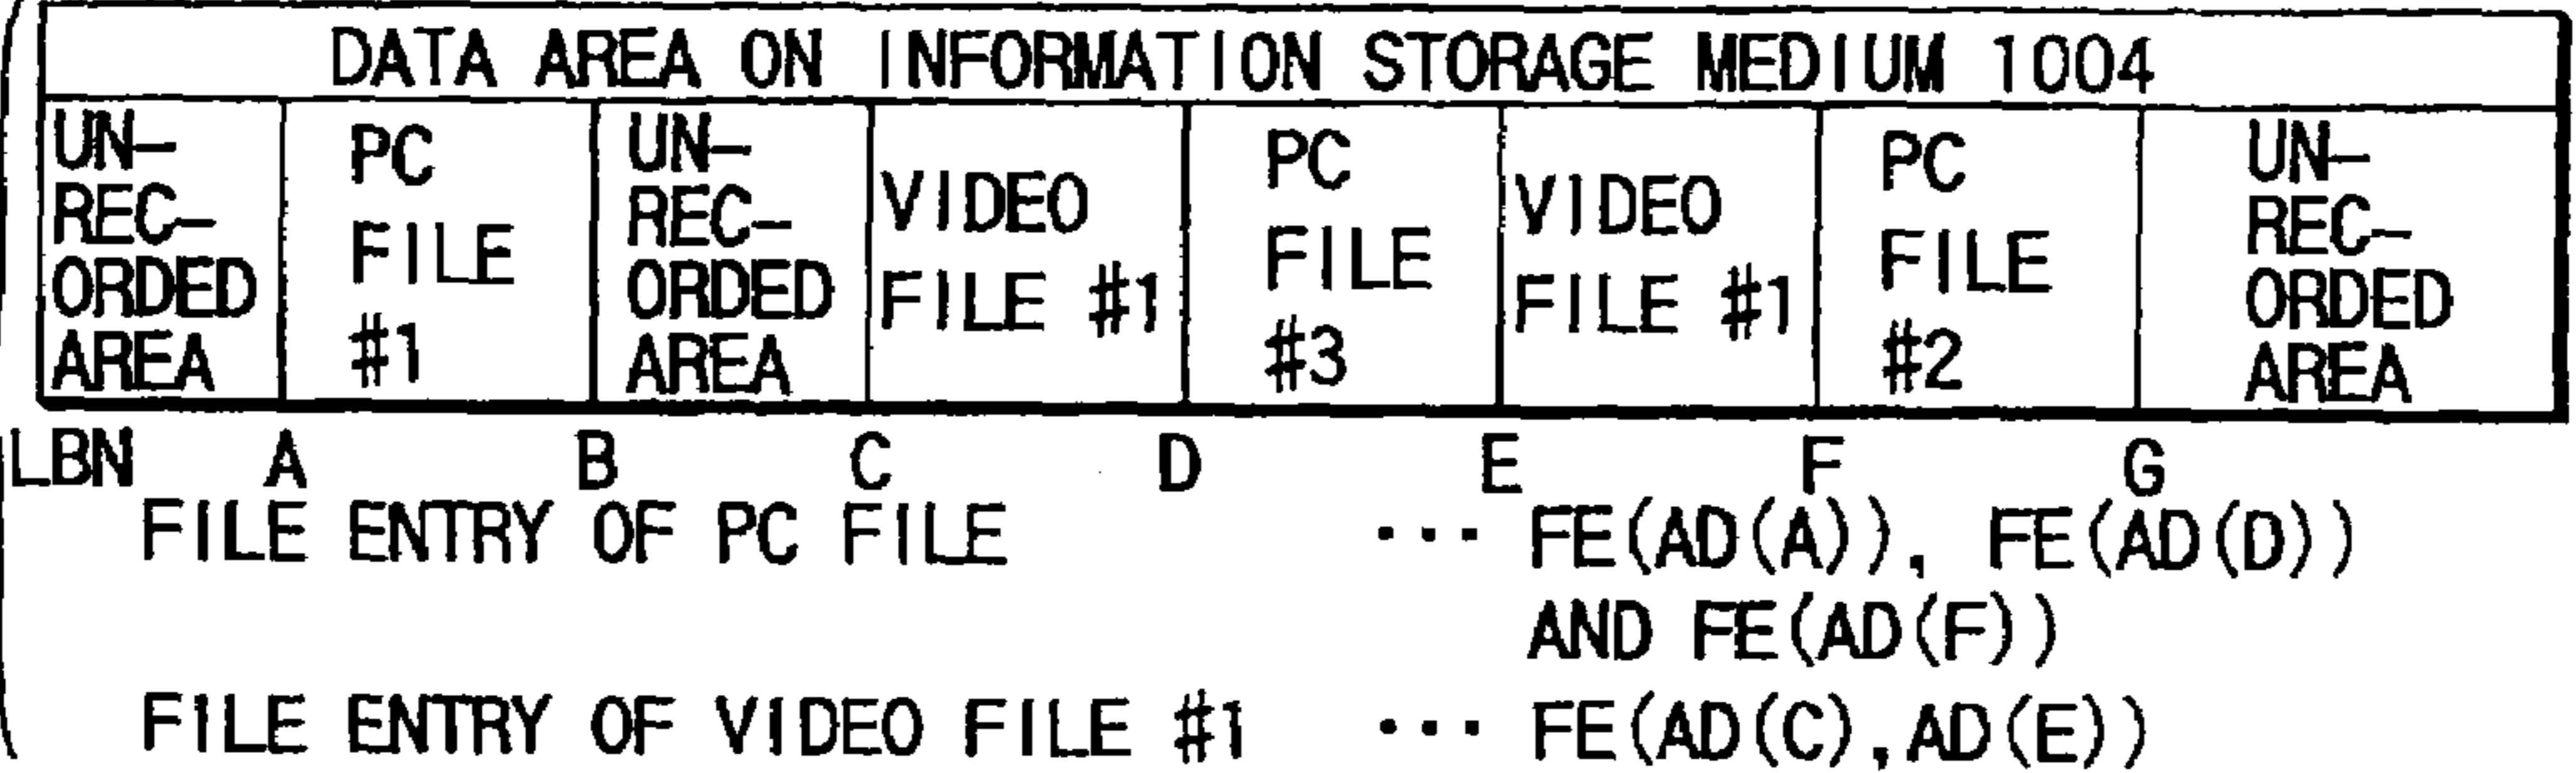 DATA AREA ON INFORMATION STORAGE MEDIUM 1004
UN-
REC-
ORDED
AREA
PC
FILE
#1
UN-
REC-
ORDED
AREA
VIDEO
FILE #1
PC
FILE
#3
VIDEO
FILE #1
PC
FILE
#2
UN-
REC-
ORDED
AREA
LBN A B C D E F G
FILE ENTRY OF PC FILE ··· FE(AD(A)), FE(AD(D))
AND FE(AD(F))
FILE ENTRY OF VIDEO FILE #1 ··· FE(AD(C),AD(E))